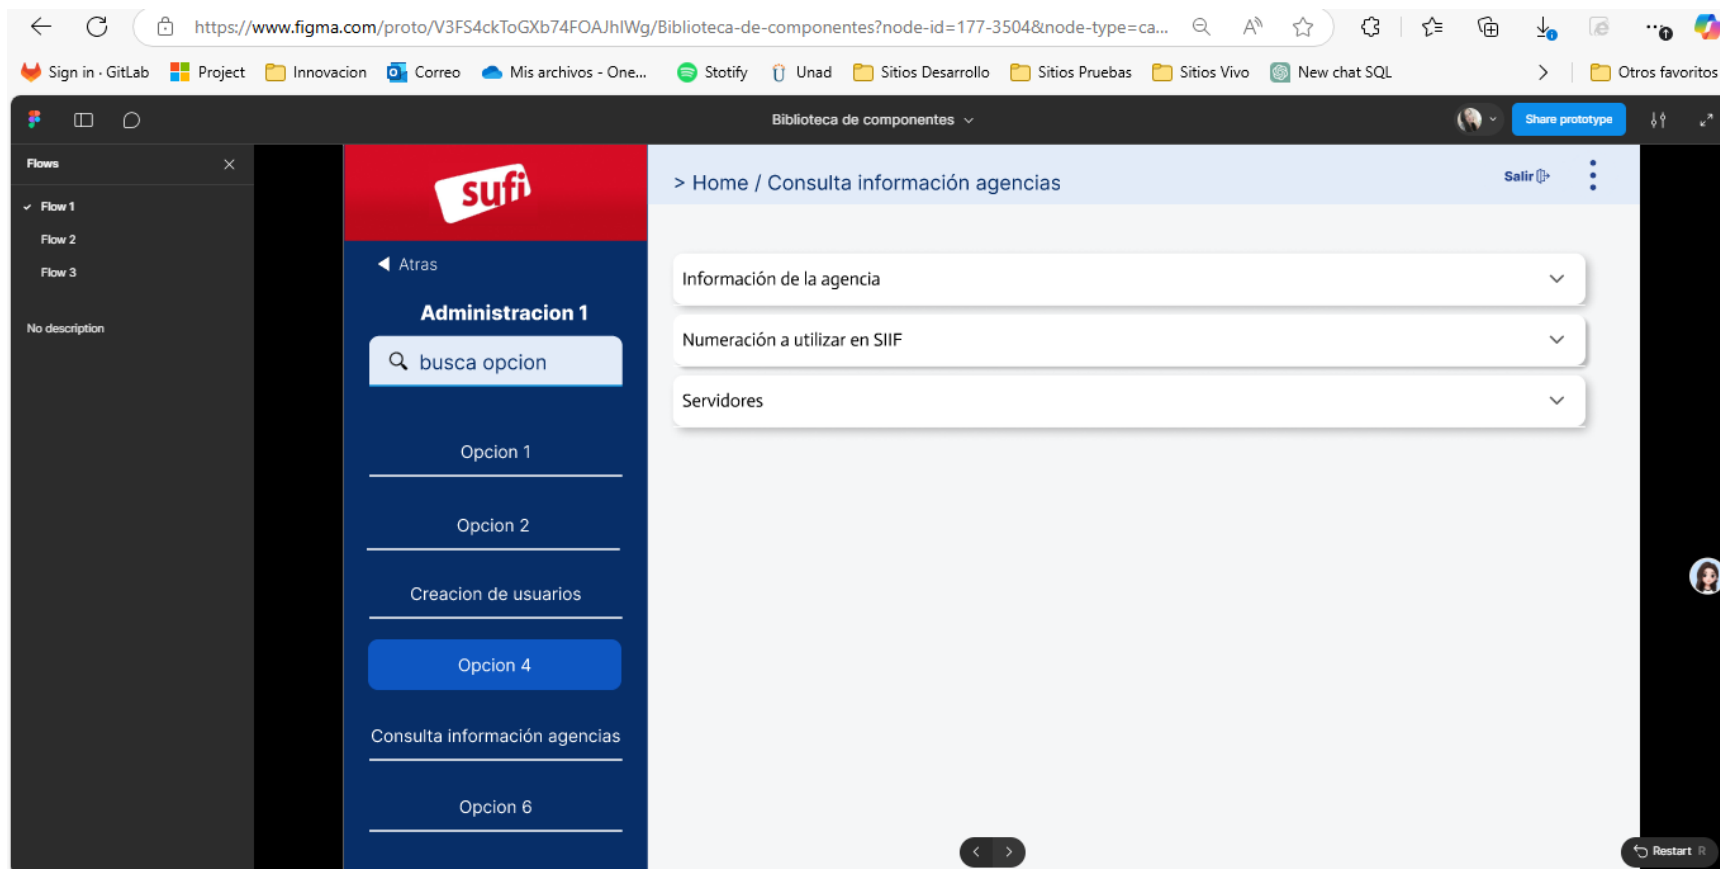 https://www.figma.com/proto/V3FS4ckToGXb74FOAJhlWg/Biblioteca-de-componentes?node-id=177-3504&node-type=ca...
Sign in · GitLab Project Innovacion Correo Mis archivos - One... Stotify Unad Sitios Desarrollo Sitios Pruebas Sitios Vivo New chat SQL Otros favoritos
Biblioteca de componentes
Share prototype
Flows
Flow 1
Flow 2
Flow 3
No description
sufi
Atras
Administracion 1
busca opcion
Opcion 1
Opcion 2
Creacion de usuarios
Opcion 4
Consulta información agencias
Opcion 6
> Home / Consulta información agencias
Salir
Información de la agencia
Numeración a utilizar en SIIF
Servidores
Restart R